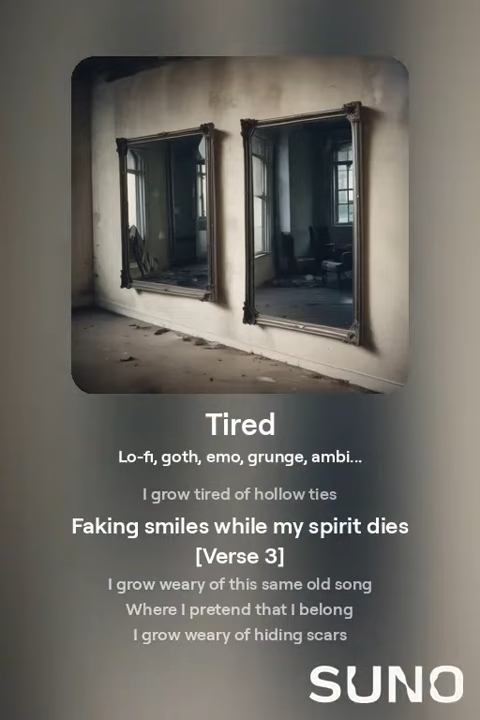 Tired
Lo-fi, goth, emo, grunge, ambi...
I grow tired of hollow ties
Faking smiles while my spirit dies
[Verse 3]
I grow weary of this same old song
Where I pretend that I belong
I grow weary of hiding scars
SUNO